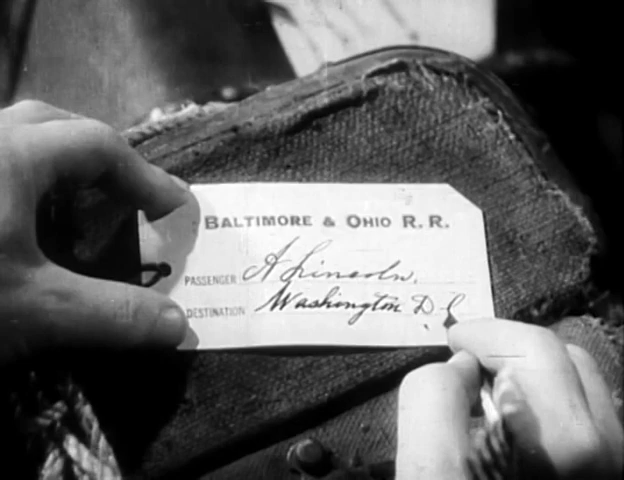 BALTIMORE & OHIO R. R.
PASSENGER A Lincoln.
DESTINATION Washington D. C